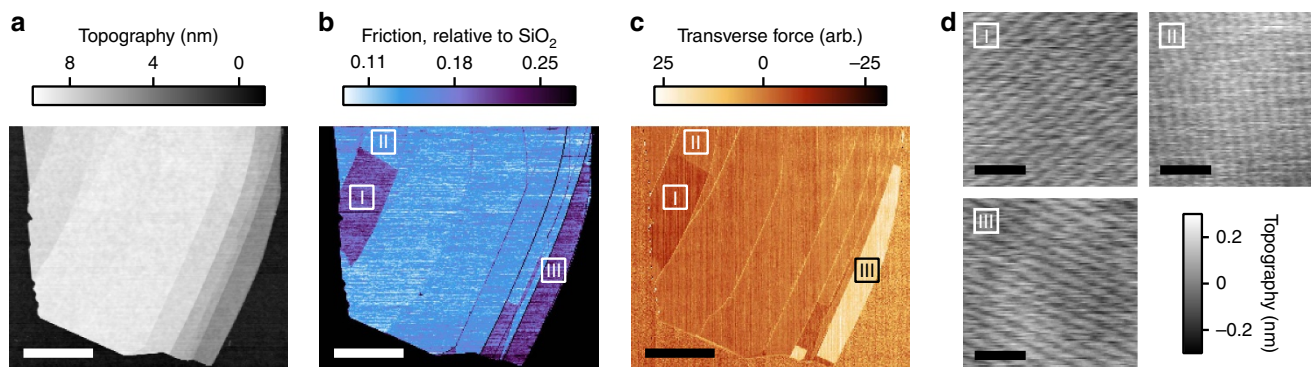 a
Topography (nm)
8 4 0
b
Friction, relative to SiO₂
0.11 0.18 0.25
II
I
III
c
Transverse force (arb.)
25 0 −25
II
I
III
d
I
II
III
Topography (nm)
0.2
0
−0.2